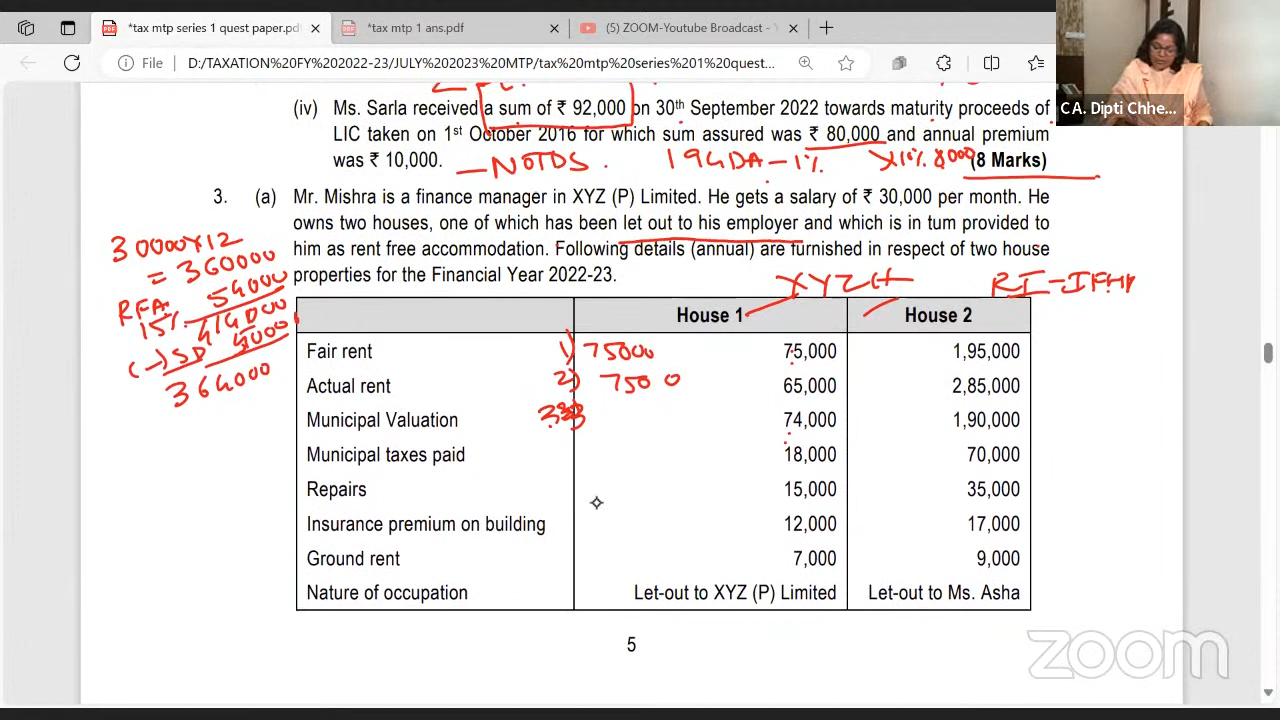 *tax mtp series 1 quest paper.pdf
*tax mtp 1 ans.pdf
(5) ZOOM-Youtube Broadcast -
File D:/TAXATION%20FY%202022-23/JULY%202023%20MTP/tax%20mtp%20series%201%20quest...
C A. Dipti Chhe...
(iv) Ms. Sarla received a sum of ₹ 92,000 on 30th September 2022 towards maturity proceeds of
LIC taken on 1st October 2016 for which sum assured was ₹ 80,000 and annual premium
was ₹ 10,000. — NO TDS. 194DA - 1% X10% 8000 (8 Marks)
3. (a) Mr. Mishra is a finance manager in XYZ (P) Limited. He gets a salary of ₹ 30,000 per month. He
owns two houses, one of which has been let out to his employer and which is in turn provided to
him as rent free accommodation. Following details (annual) are furnished in respect of two house
properties for the Financial Year 2022-23.
30000X12
= 360000
RFA. 54000
15% 414000
(-) SD
364000
XYZ
House 1 House 2
Fair rent 1) 75000 75,000 1,95,000
Actual rent 2) 750 0 65,000 2,85,000
Municipal Valuation 74,000 1,90,000
Municipal taxes paid 18,000 70,000
Repairs 15,000 35,000
Insurance premium on building 12,000 17,000
Ground rent 7,000 9,000
Nature of occupation Let-out to XYZ (P) Limited Let-out to Ms. Asha
5
zoom